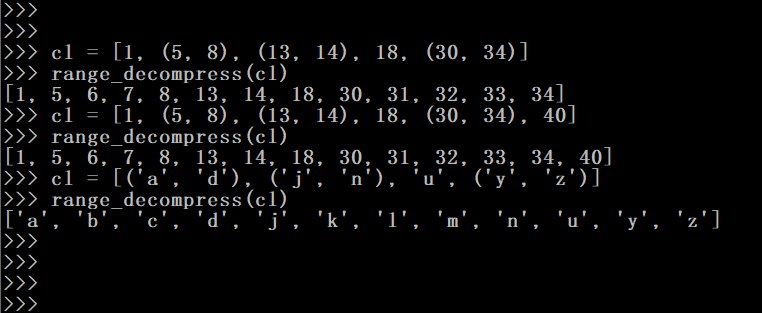 >>>
>>>
>>> cl = [1, (5, 8), (13, 14), 18, (30, 34)]
>>> range_decompress(cl)
[1, 5, 6, 7, 8, 13, 14, 18, 30, 31, 32, 33, 34]
>>> cl = [1, (5, 8), (13, 14), 18, (30, 34), 40]
>>> range_decompress(cl)
[1, 5, 6, 7, 8, 13, 14, 18, 30, 31, 32, 33, 34, 40]
>>> cl = [('a', 'd'), ('j', 'n'), 'u', ('y', 'z')]
>>> range_decompress(cl)
['a', 'b', 'c', 'd', 'j', 'k', 'l', 'm', 'n', 'u', 'y', 'z']
>>>
>>>
>>>
>>>